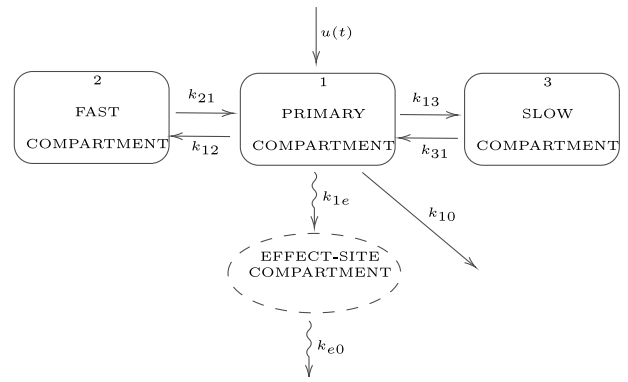 u(t)
2
FAST
COMPARTMENT
k21
k12
1
PRIMARY
COMPARTMENT
k13
k31
3
SLOW
COMPARTMENT
k1e
k10
EFFECT-SITE
COMPARTMENT
ke0